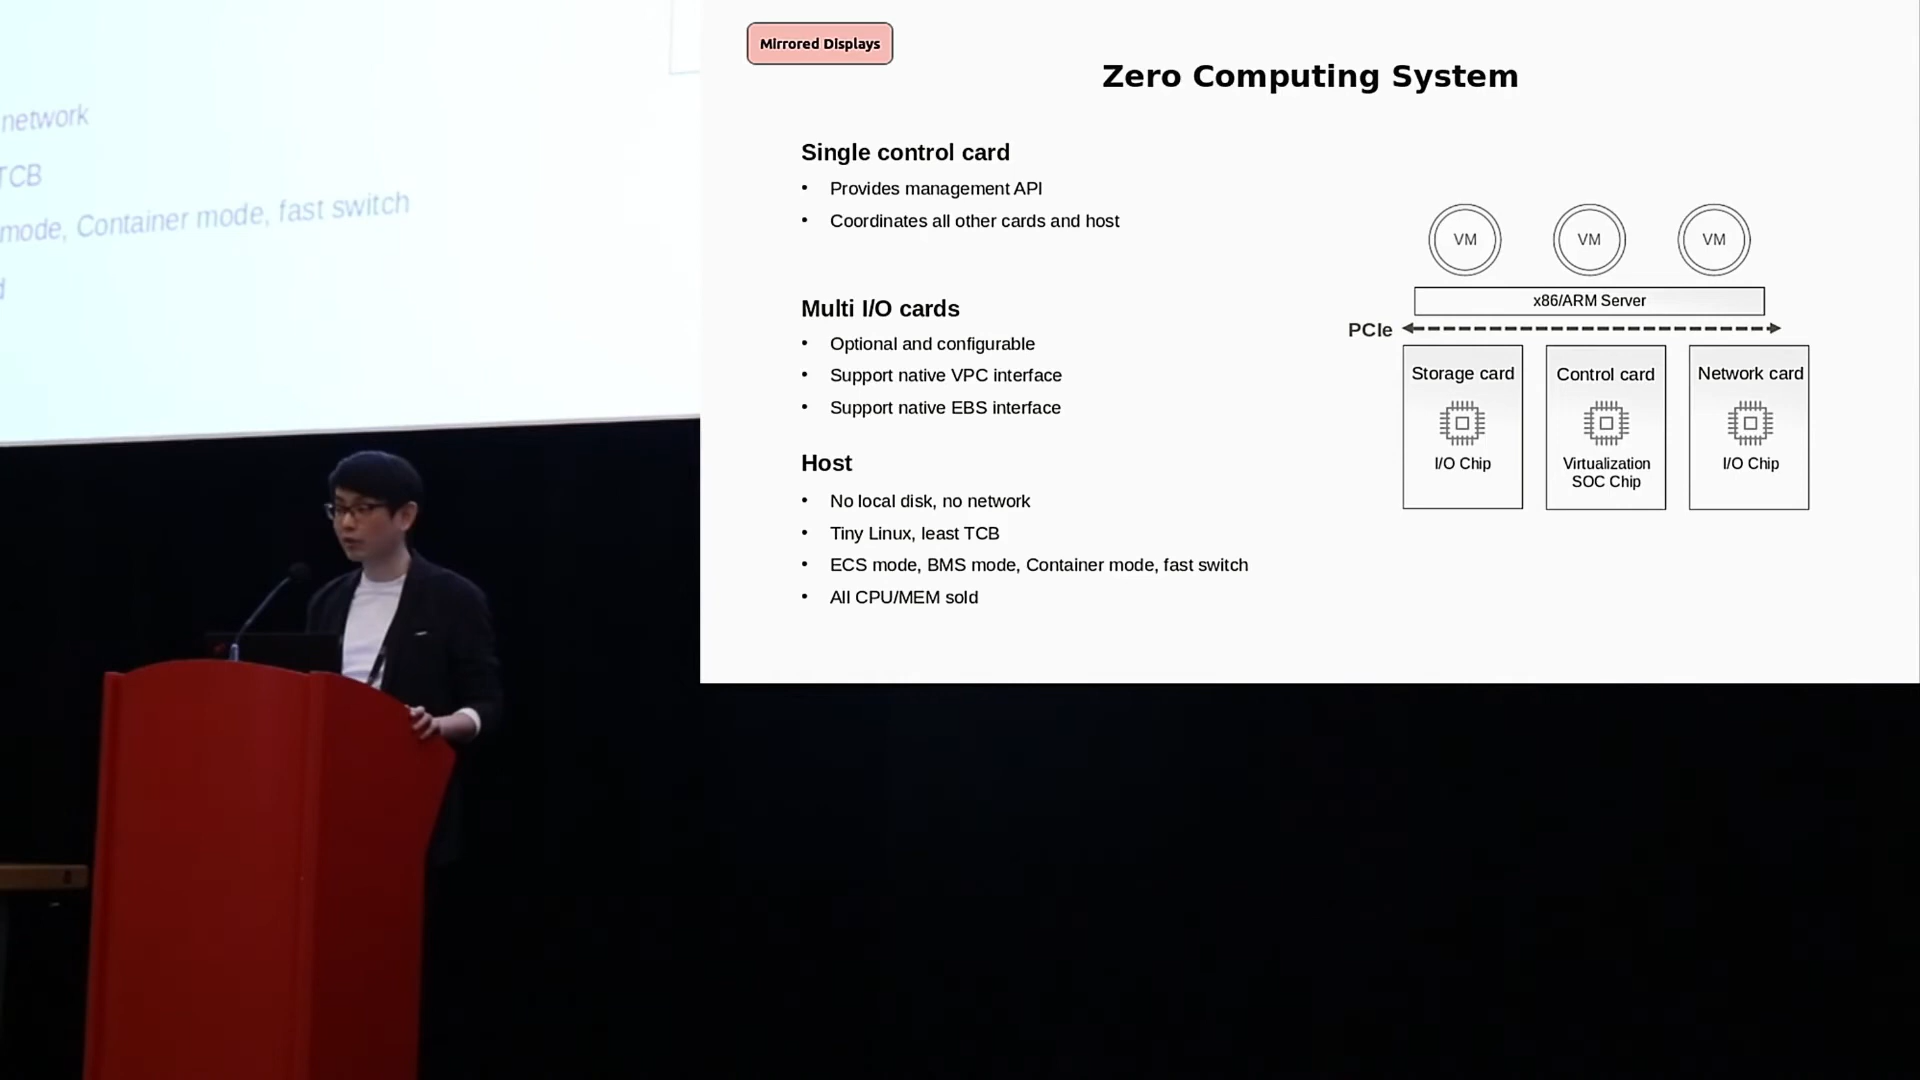 network
TCB
mode, Container mode, fast switch
Mirrored Displays
Zero Computing System
Single control card
• Provides management API
• Coordinates all other cards and host
Multi I/O cards
• Optional and configurable
• Support native VPC interface
• Support native EBS interface
Host
• No local disk, no network
• Tiny Linux, least TCB
• ECS mode, BMS mode, Container mode, fast switch
• All CPU/MEM sold
VM VM VM
x86/ARM Server
PCIe
Storage card
I/O Chip
Control card
Virtualization
SOC Chip
Network card
I/O Chip